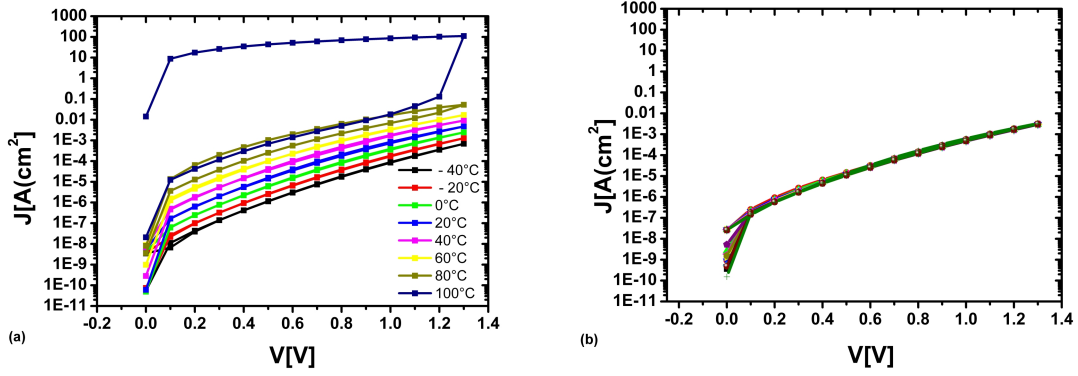 1000
100
10
1
0.1
0.01
1E-3
1E-4
1E-5
1E-6
1E-7
1E-8
1E-9
1E-10
1E-11
J[A(cm²]
-0.2 0.0 0.2 0.4 0.6 0.8 1.0 1.2 1.4
V[V]
(a)
- 40°C
- 20°C
0°C
20°C
40°C
60°C
80°C
100°C
1000
100
10
1
0.1
0.01
1E-3
1E-4
1E-5
1E-6
1E-7
1E-8
1E-9
1E-10
1E-11
J[A(cm²]
-0.2 0.0 0.2 0.4 0.6 0.8 1.0 1.2 1.4
V[V]
(b)